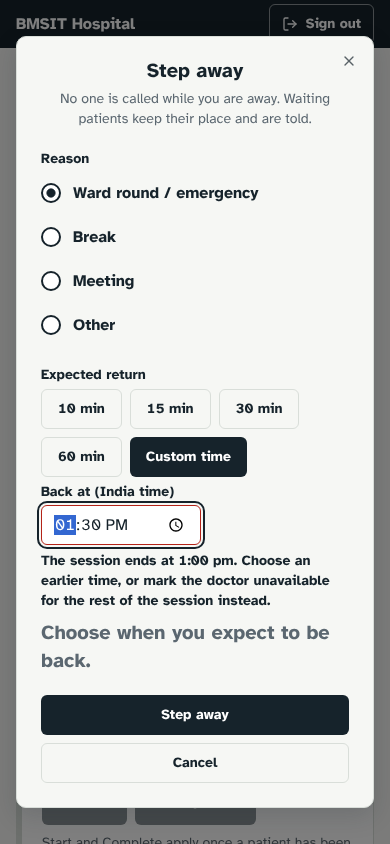 BMSIT Hospital
Sign out
Step away
No one is called while you are away. Waiting
patients keep their place and are told.
Reason
Ward round / emergency
Break
Meeting
Other
Expected return
10 min
15 min
30 min
60 min
Custom time
Back at (India time)
01:30 PM
The session ends at 1:00 pm. Choose an
earlier time, or mark the doctor unavailable
for the rest of the session instead.
Choose when you expect to be
back.
Step away
Cancel
Start and Complete apply once a patient has been